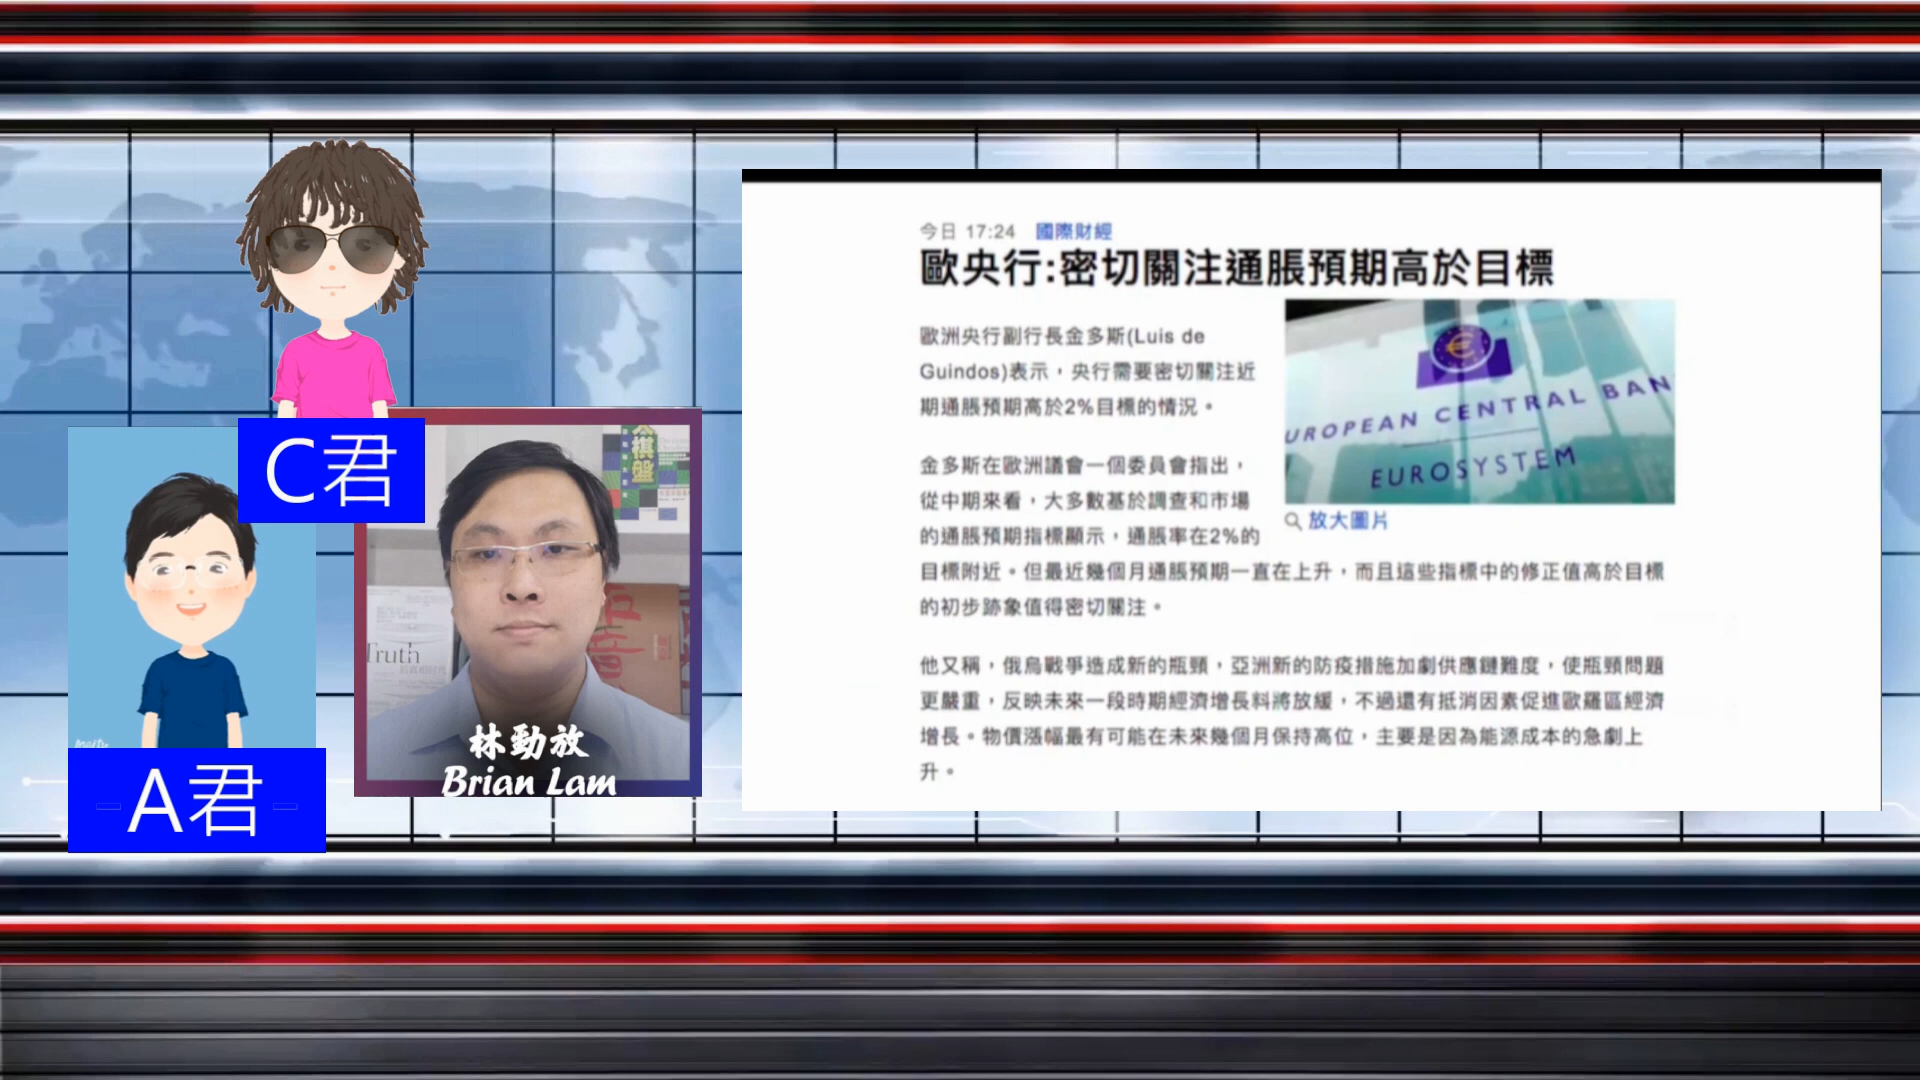 C君
A君
林勁放
Brian Lam
Truth
今日 17:24 國際財經
歐央行:密切關注通脹預期高於目標
歐洲央行副行長金多斯(Luis de
Guindos)表示，央行需要密切關注近
期通脹預期高於2%目標的情況。
金多斯在歐洲議會一個委員會指出，
從中期來看，大多數基於調查和市場
的通脹預期指標顯示，通脹率在2%的
目標附近。但最近幾個月通脹預期一直在上升，而且這些指標中的修正值高於目標
的初步跡象值得密切關注。
UROPEAN CENTRAL BAN
EUROSYSTEM
放大圖片
他又稱，俄烏戰爭造成新的瓶頸，亞洲新的防疫措施加劇供應鏈難度，使瓶頸問題
更嚴重，反映未來一段時期經濟增長料將放緩，不過還有抵消因素促進歐羅區經濟
增長。物價漲幅最有可能在未來幾個月保持高位，主要是因為能源成本的急劇上
升。